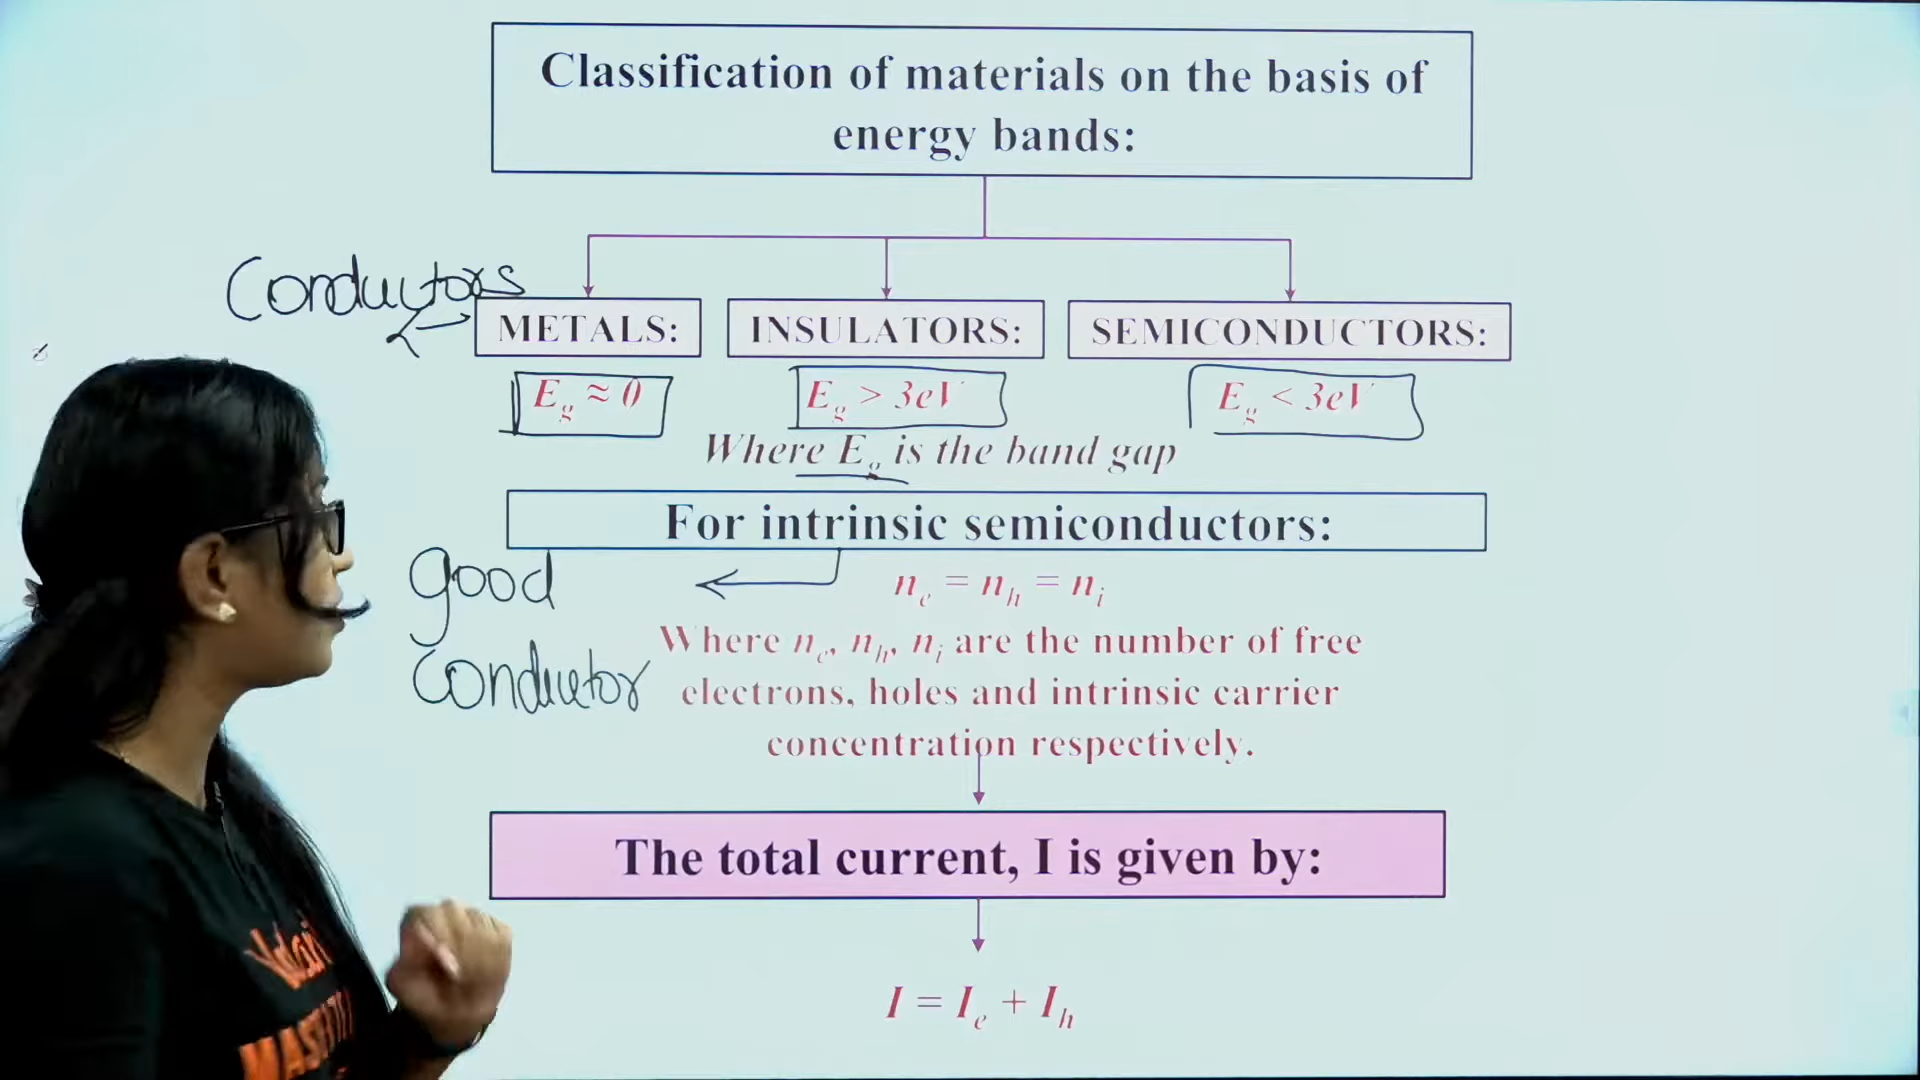 Classification of materials on the basis of
energy bands:
Conductors
METALS: INSULATORS: SEMICONDUCTORS:
E_g ≈ 0 E_g > 3eV E_g < 3eV
Where E_g is the band gap
For intrinsic semiconductors:
good
n_e = n_h = n_i
Where n_e, n_h, n_i are the number of free
conductor
electrons, holes and intrinsic carrier
concentration respectively.
The total current, I is given by:
I = I_e + I_h